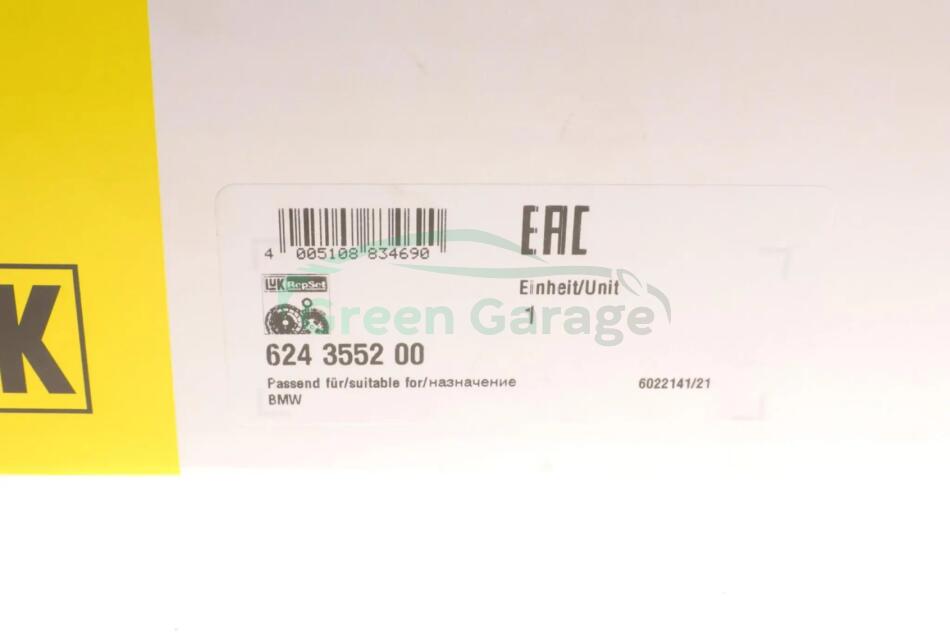 K
EAC
4 005108 834690
LuK RepSet
Einheit/Unit
1
Green Garage
624 3552 00
Passend für/suitable for/назначение
BMW
6022141/21